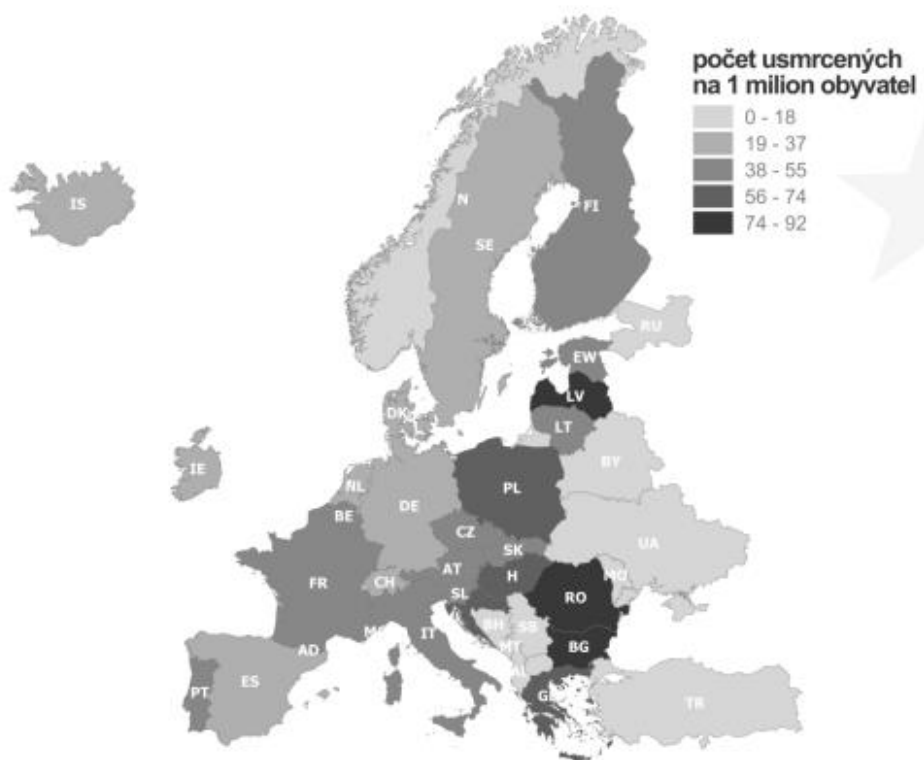 počet usmrcených
na 1 milion obyvatel
0 - 18
19 - 37
38 - 55
56 - 74
74 - 92
IS
N
SE
FI
RU
EW
LV
LT
DK
IE
NL
BY
PL
DE
BE
CZ
UA
SK
AT
FR
CH
H
MO
SL
RO
BH
SB
IT
AD
MT
BG
ES
PT
G
TR